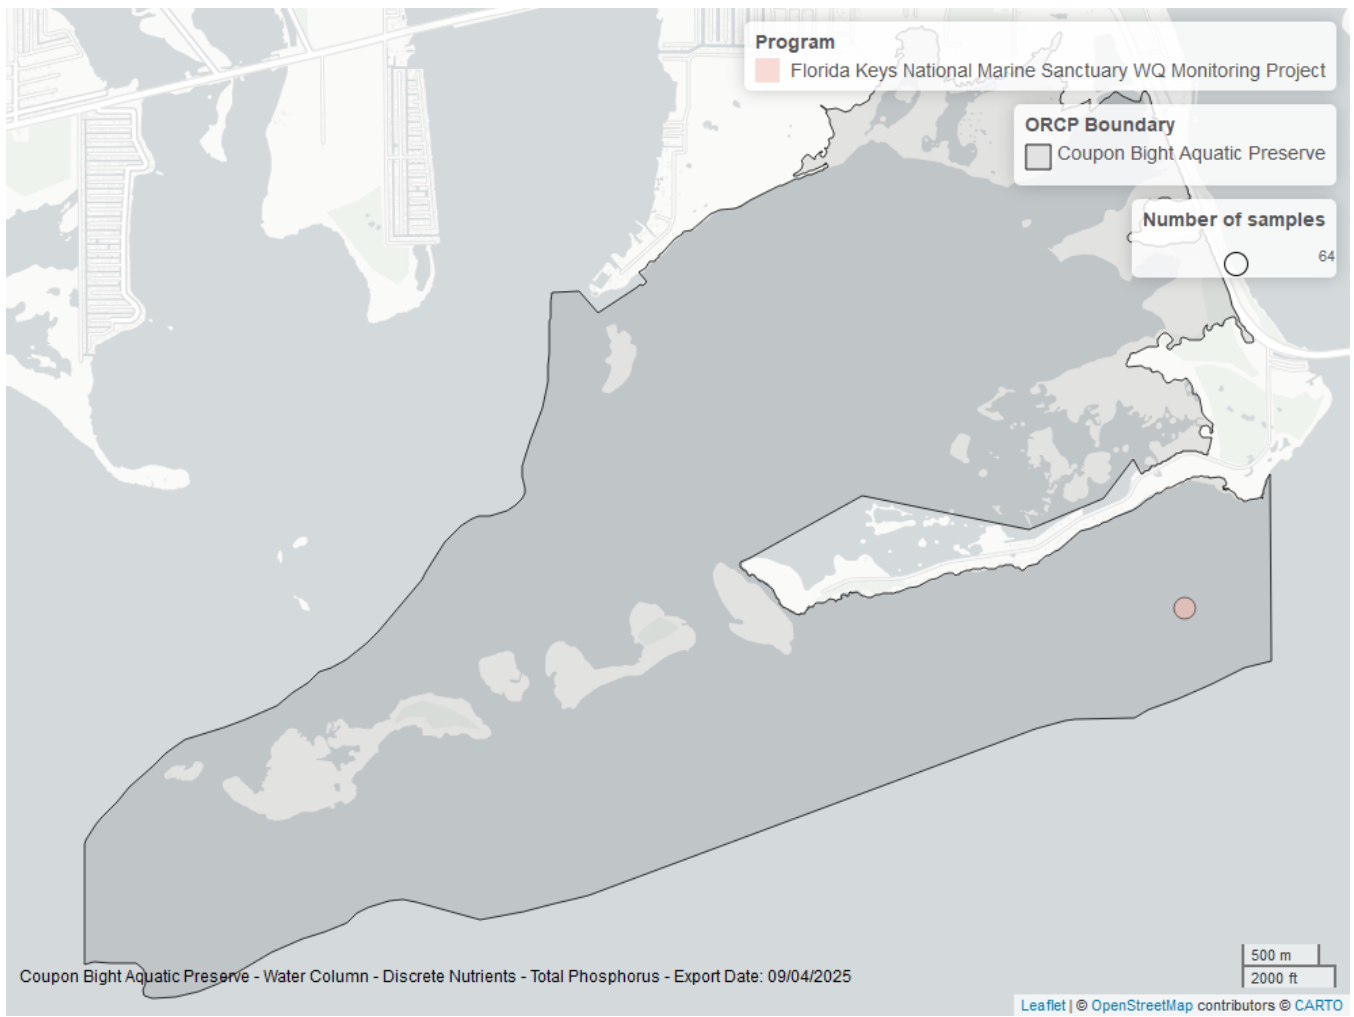 Program
Florida Keys National Marine Sanctuary WQ Monitoring Project
ORCP Boundary
Coupon Bight Aquatic Preserve
Number of samples
64
500 m
2000 ft
Coupon Bight Aquatic Preserve - Water Column - Discrete Nutrients - Total Phosphorus - Export Date: 09/04/2025
Leaflet | © OpenStreetMap contributors © CARTO